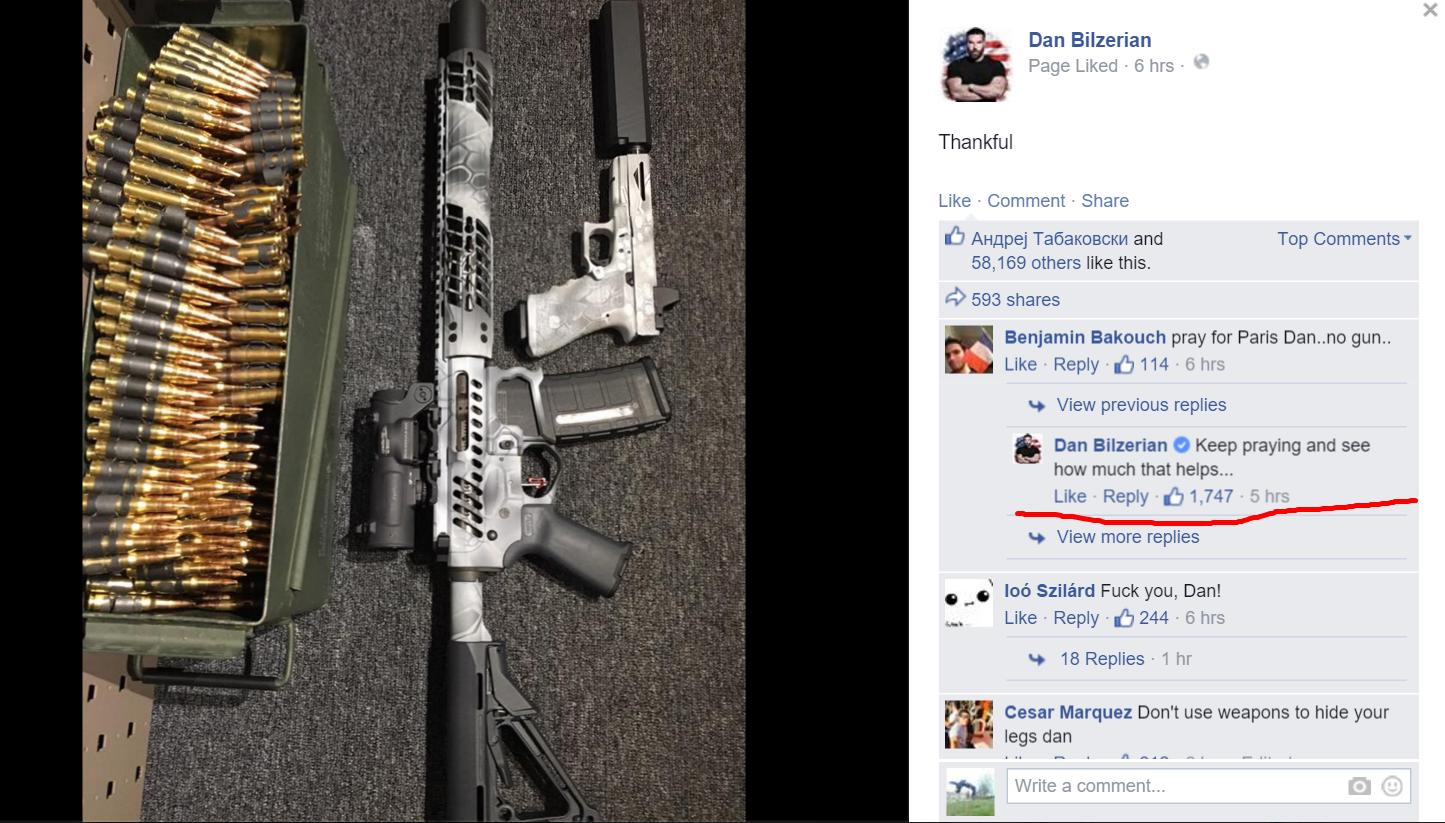 Dan Bilzerian
Page Liked · 6 hrs ·
Thankful
Like · Comment · Share
Андреј Табаковски and
58,169 others like this.
Top Comments
593 shares
Benjamin Bakouch pray for Paris Dan..no gun..
Like · Reply · 114 · 6 hrs
View previous replies
Dan Bilzerian Keep praying and see
how much that helps...
Like · Reply · 1,747 · 5 hrs
View more replies
Ioó Szilárd Fuck you, Dan!
Like · Reply · 244 · 6 hrs
18 Replies · 1 hr
Cesar Marquez Don't use weapons to hide your
legs dan
Write a comment...